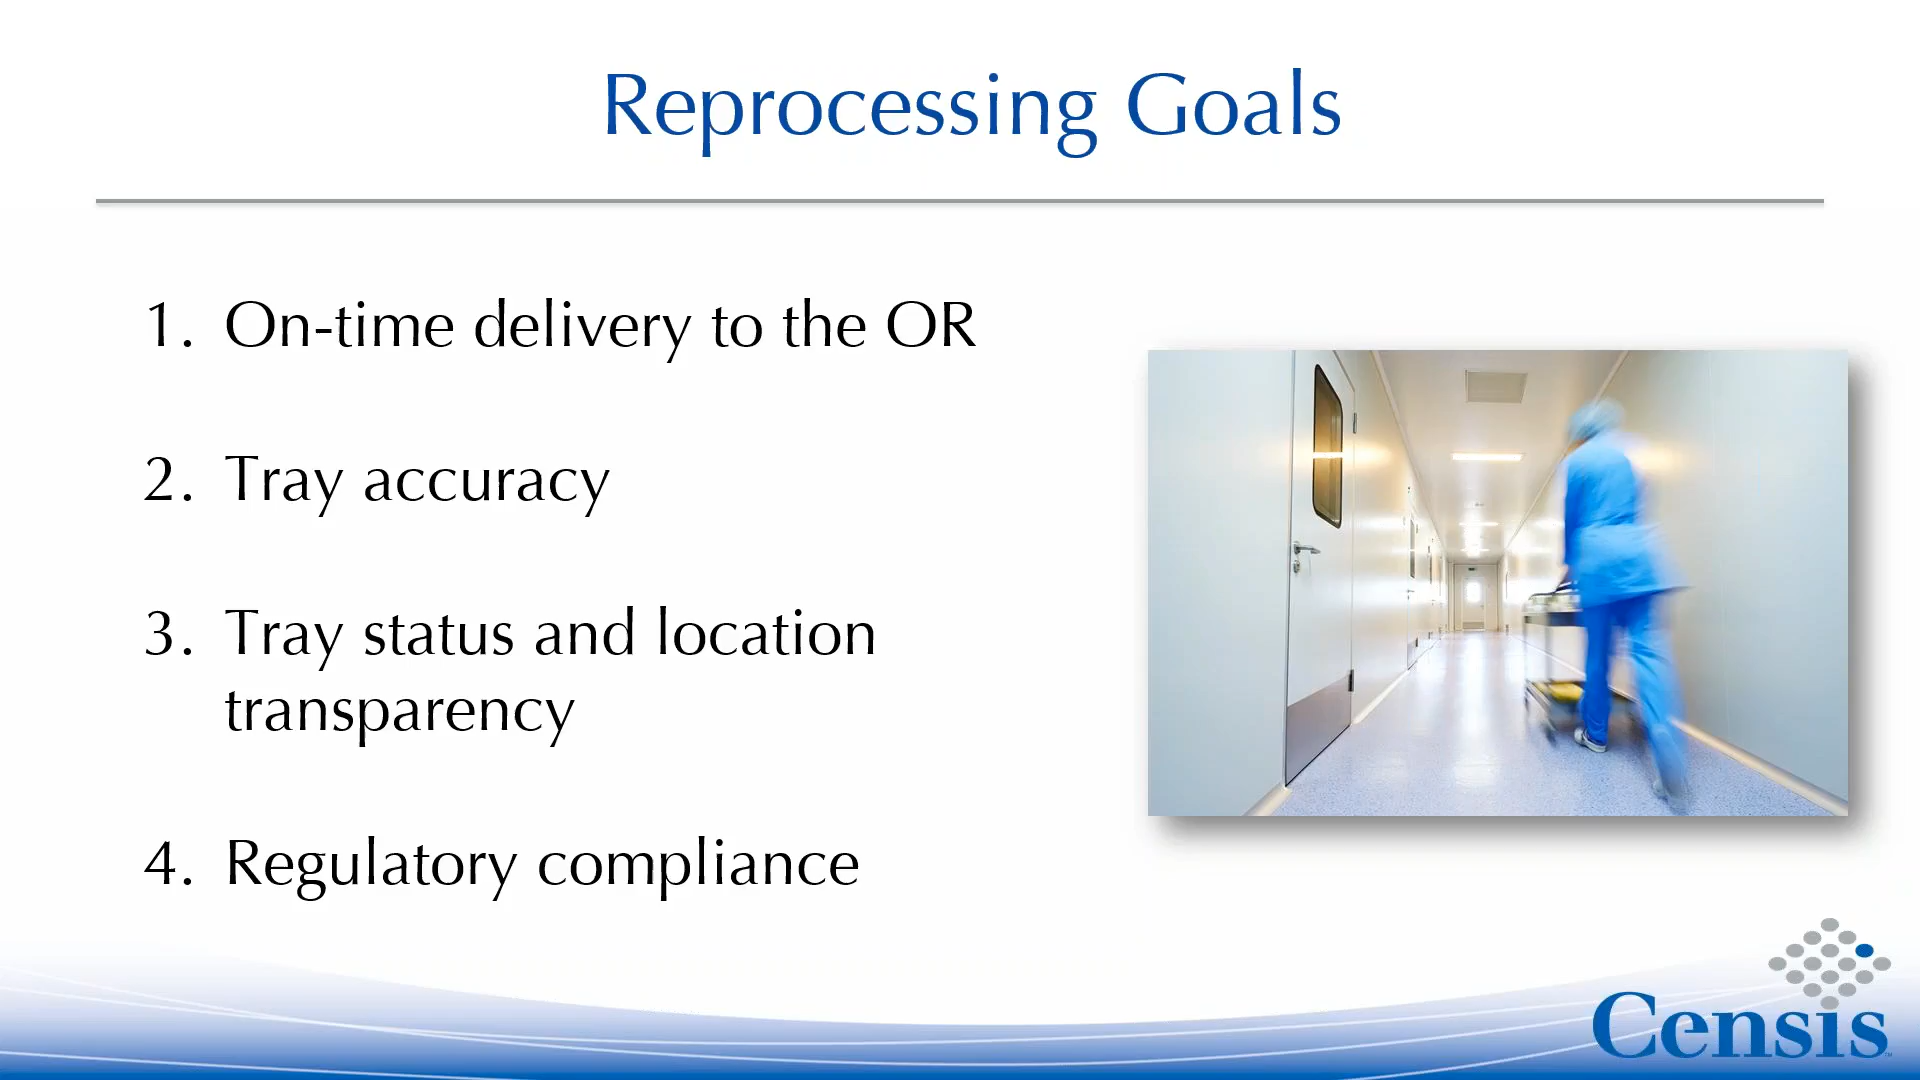 Reprocessing Goals
1. On-time delivery to the OR
2. Tray accuracy
3. Tray status and location
transparency
4. Regulatory compliance
Censis